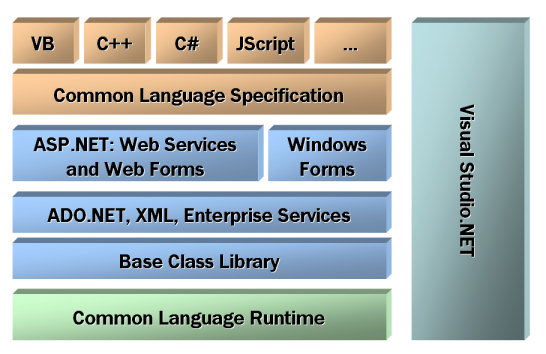 VB
C++
C#
JScript
...
Common Language Specification
ASP.NET: Web Services
and Web Forms
Windows
Forms
ADO.NET, XML, Enterprise Services
Base Class Library
Common Language Runtime
Visual Studio.NET